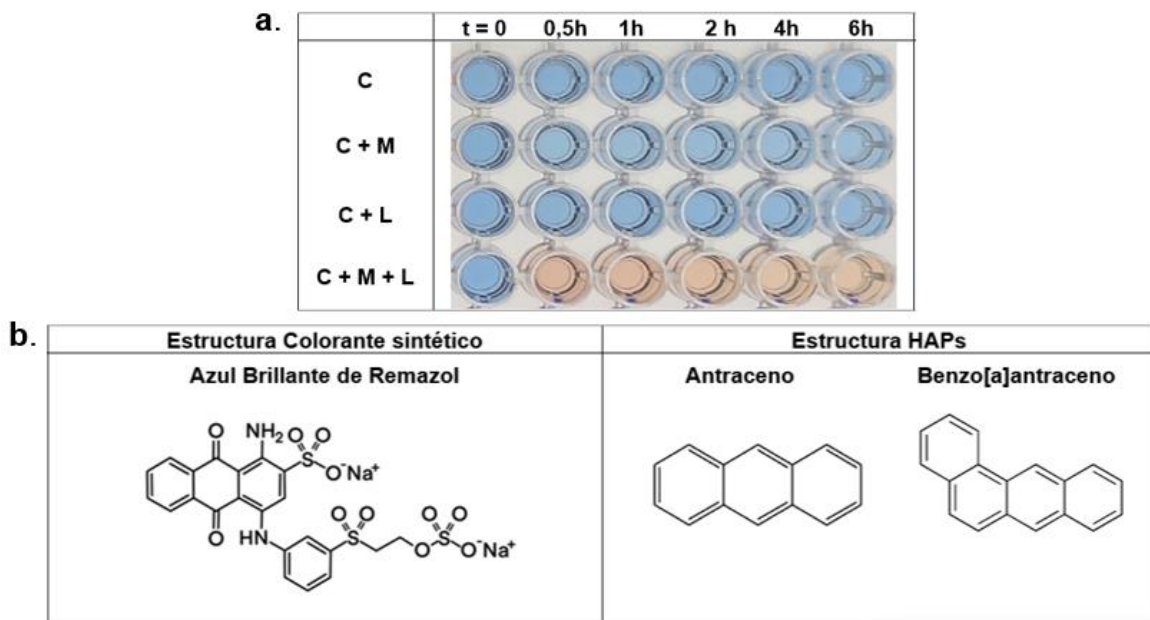 a.
t = 0 0,5h 1h 2 h 4h 6h
C
C + M
C + L
C + M + L
b.
Estructura Colorante sintético Estructura HAPs
Azul Brillante de Remazol Antraceno Benzo[a]antraceno
O NH₂ O O
S
O⁻Na⁺
O HN O O O O
S O S O⁻Na⁺